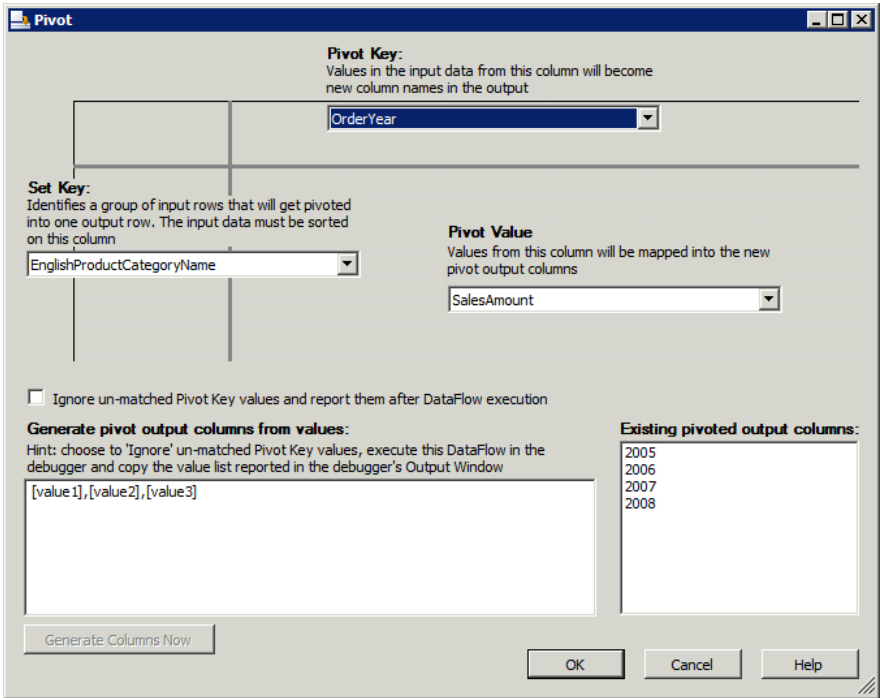 Pivot
Pivot Key:
Values in the input data from this column will become
new column names in the output
OrderYear
Set Key:
Identifies a group of input rows that will get pivoted
into one output row. The input data must be sorted
on this column
EnglishProductCategoryName
Pivot Value
Values from this column will be mapped into the new
pivot output columns
SalesAmount
Ignore un-matched Pivot Key values and report them after DataFlow execution
Generate pivot output columns from values:
Hint: choose to 'Ignore' un-matched Pivot Key values, execute this DataFlow in the
debugger and copy the value list reported in the debugger's Output Window
[value1],[value2],[value3]
Existing pivoted output columns:
2005
2006
2007
2008
Generate Columns Now
OK
Cancel
Help